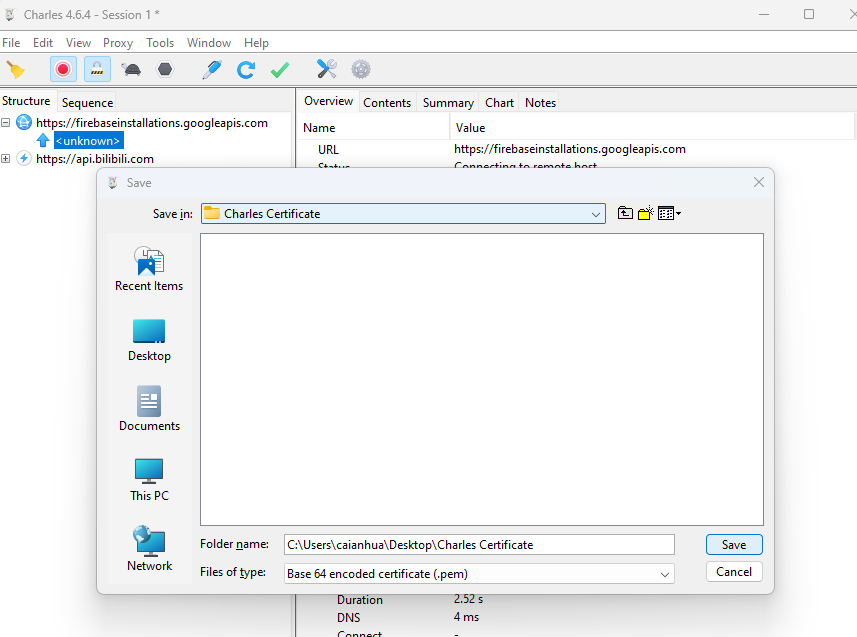 Charles 4.6.4 - Session 1 *
File Edit View Proxy Tools Window Help
Structure Sequence
Overview Contents Summary Chart Notes
https://firebaseinstallations.googleapis.com
<unknown>
https://api.bilibili.com
Name Value
URL https://firebaseinstallations.googleapis.com
Status Connecting to remote host
Save
Save in: Charles Certificate
Recent Items
Desktop
Documents
This PC
Network
Folder name: C:\Users\caianhua\Desktop\Charles Certificate Save
Files of type: Base 64 encoded certificate (.pem) Cancel
Duration 2.52 s
DNS 4 ms
Connect -